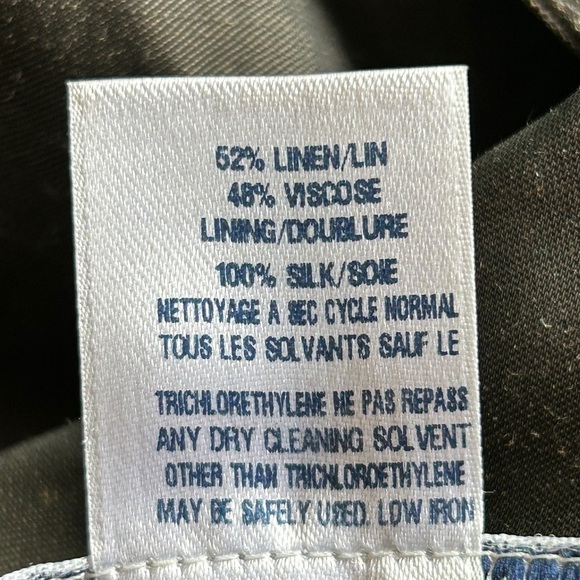 52% LINEN/LIN
48% VISCOSE
LINING/DOUBLURE
100% SILK/SOIE
NETTOYAGE A SEC CYCLE NORMAL
TOUS LES SOLVANTS SAUF LE
TRICHLORETHYLENE NE PAS REPASS
ANY DRY CLEANING SOLVENT
OTHER THAN TRICHLOROETHYLENE
MAY BE SAFELY USED. LOW IRON